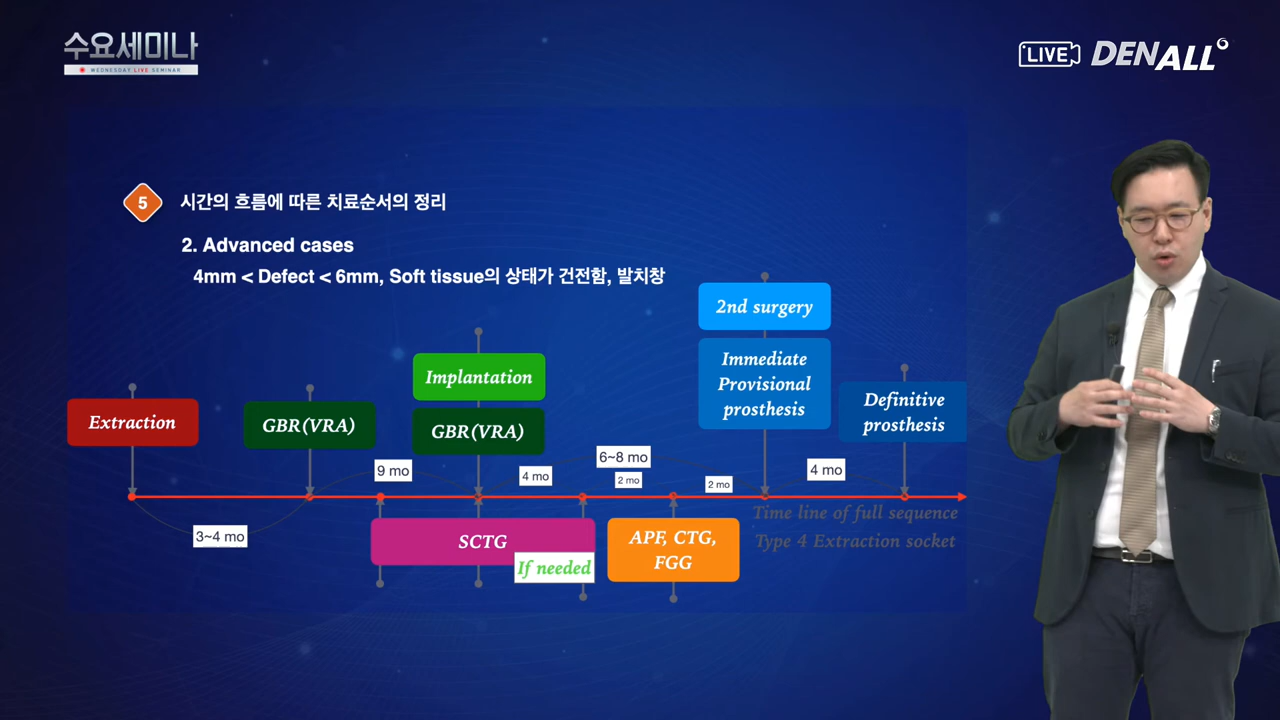 수요세미나
WEDNESDAY LIVE SEMINAR
LIVE
DENALL
5
시간의 흐름에 따른 치료순서의 정리
2. Advanced cases
4mm < Defect < 6mm, Soft tissue의 상태가 건전함, 발치창
2nd surgery
Immediate
Provisional
prosthesis
Implantation
Definitive
prosthesis
Extraction
GBR(VRA)
GBR(VRA)
9 mo
4 mo
6~8 mo
2 mo
2 mo
4 mo
3~4 mo
SCTG
If needed
APF, CTG,
FGG
Time line of full sequence
Type 4 Extraction socket